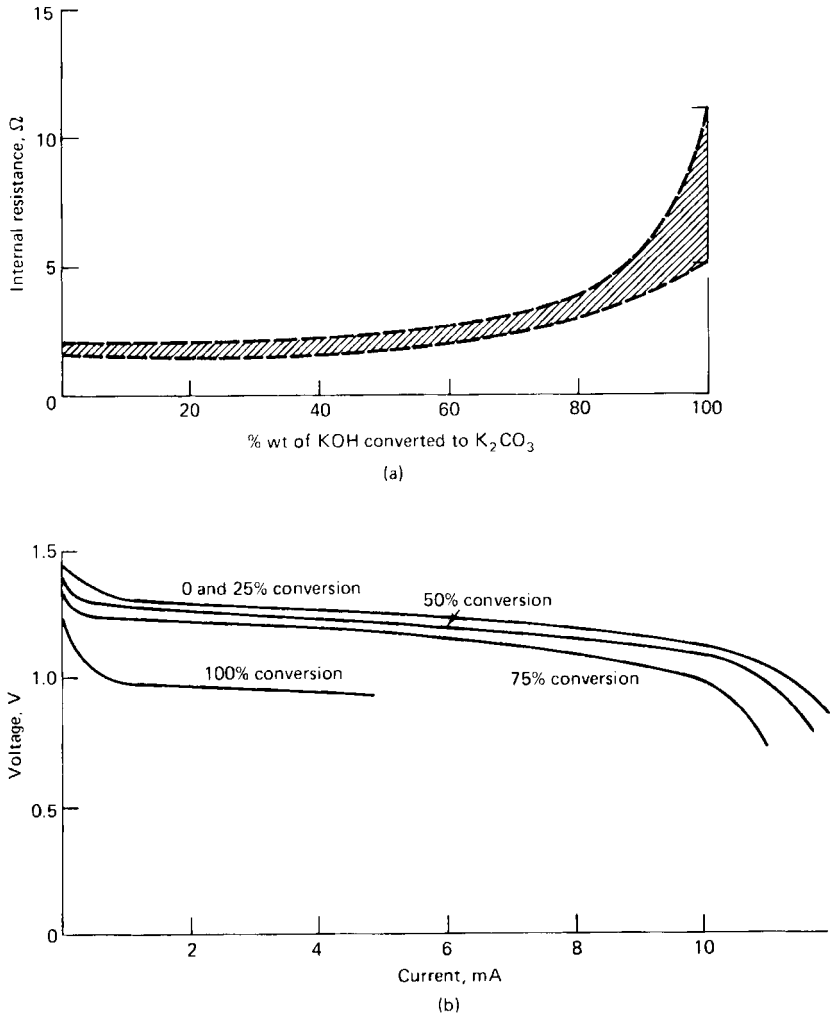 15
10
5
0
Internal resistance, Ω
20 40 60 80 100
% wt of KOH converted to K₂CO₃
(a)
1.5
1.0
0.5
0
Voltage, V
0 and 25% conversion
50% conversion
100% conversion
75% conversion
2 4 6 8 10
Current, mA
(b)